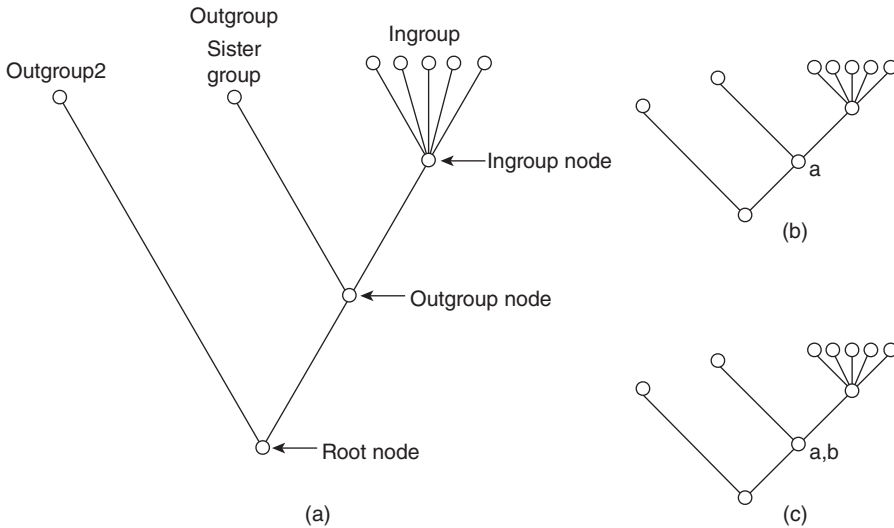 Outgroup
Sister
group
Ingroup
Outgroup2
Ingroup node
Outgroup node
Root node
(a)
a
(b)
a,b
(c)